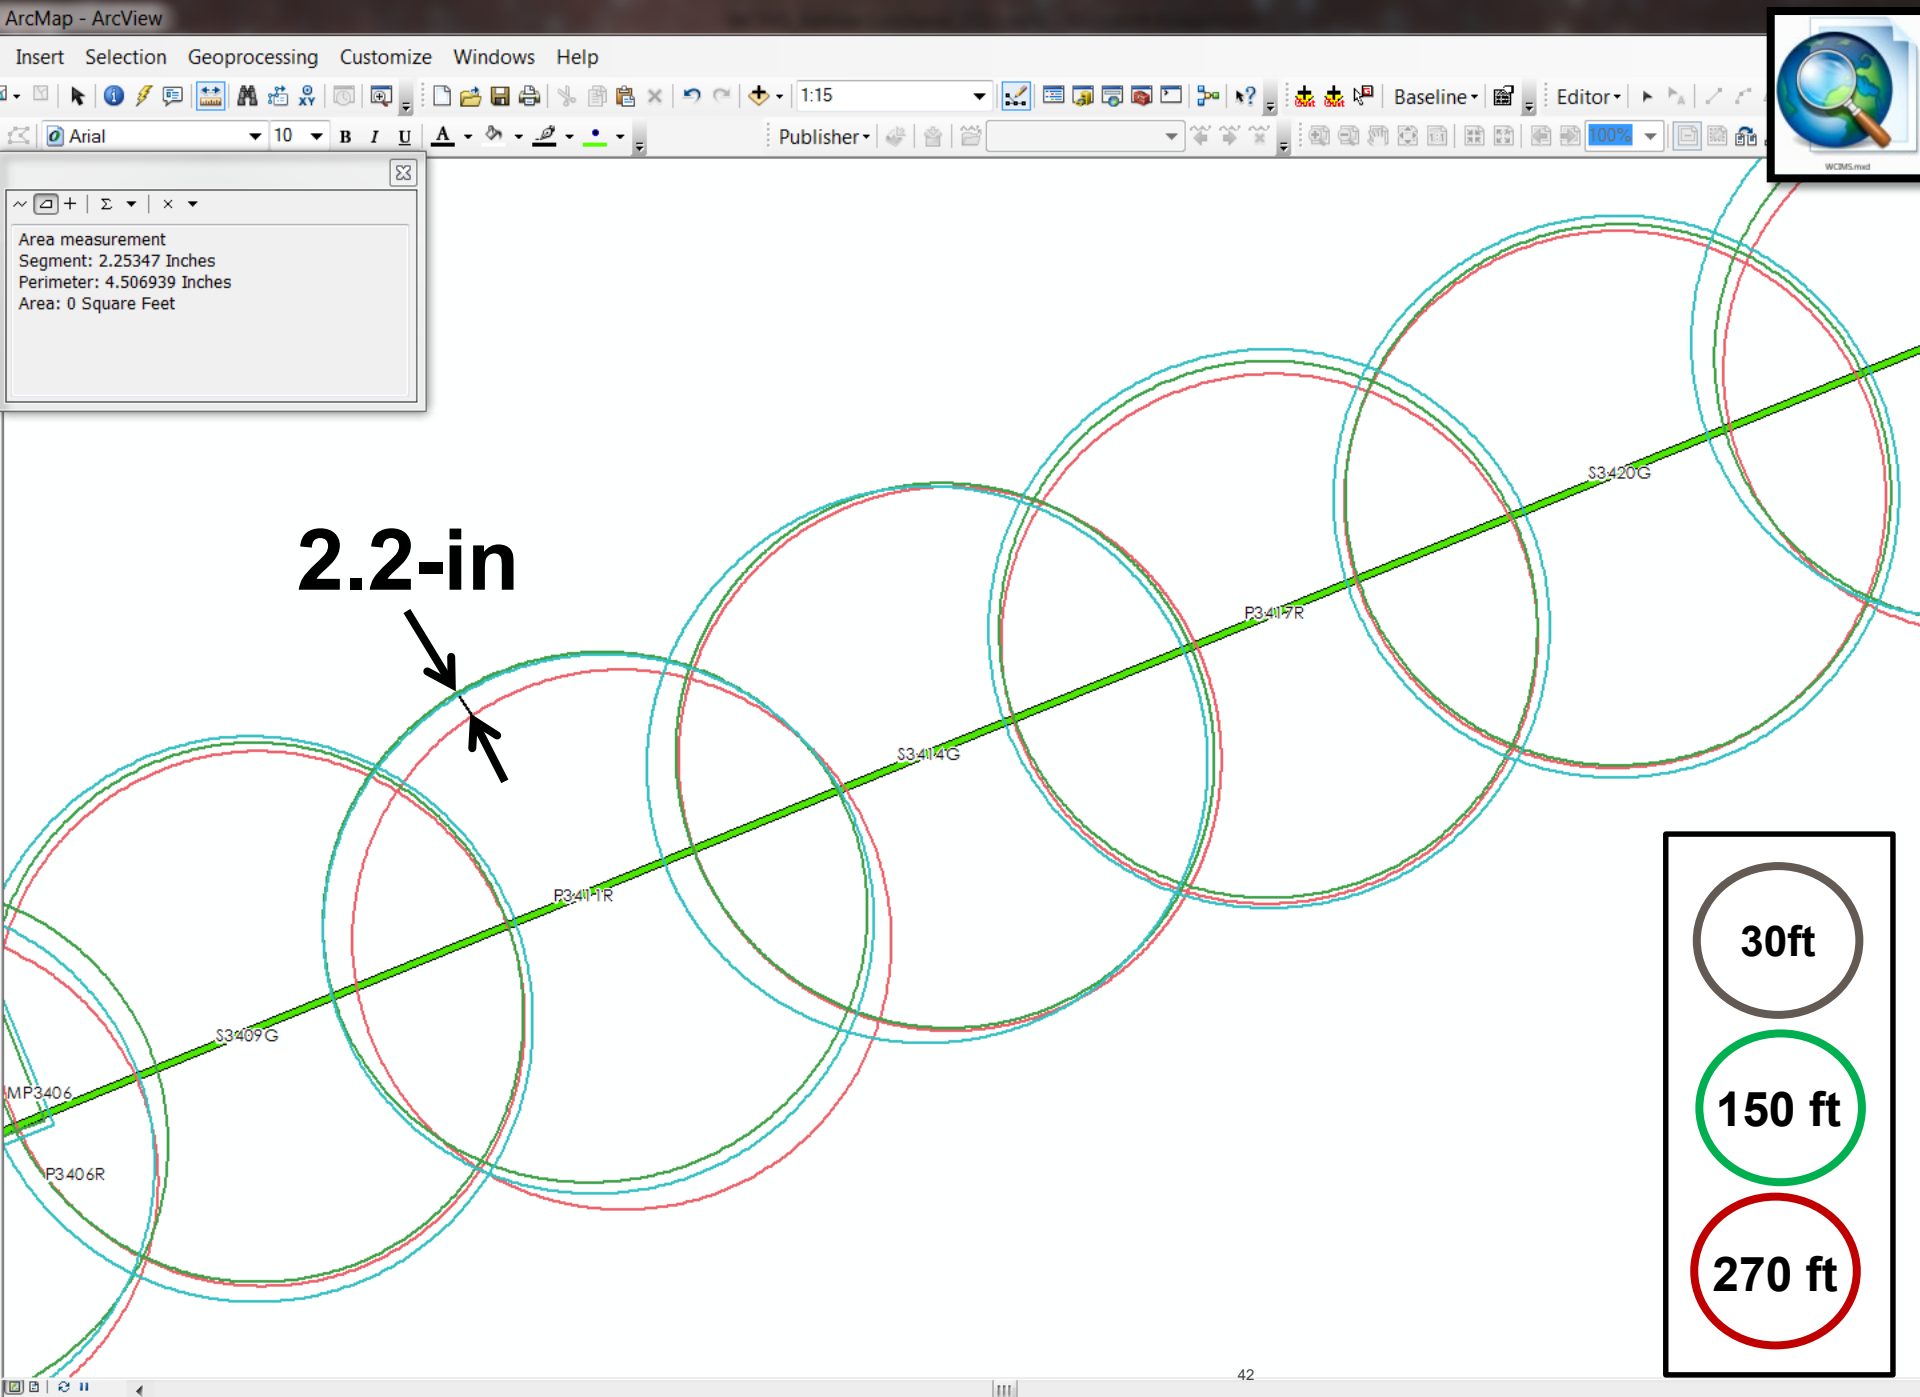 ArcMap - ArcView
Insert Selection Geoprocessing Customize Windows Help
1:15
Baseline
Editor
Arial
10
B I U A
Publisher
100%
WCIMS.mxd
Area measurement
Segment: 2.25347 Inches
Perimeter: 4.506939 Inches
Area: 0 Square Feet
S3420G
2.2-in
P3417R
S3414G
P3411R
S3409G
MP3406
P3406R
30ft
150 ft
270 ft
42